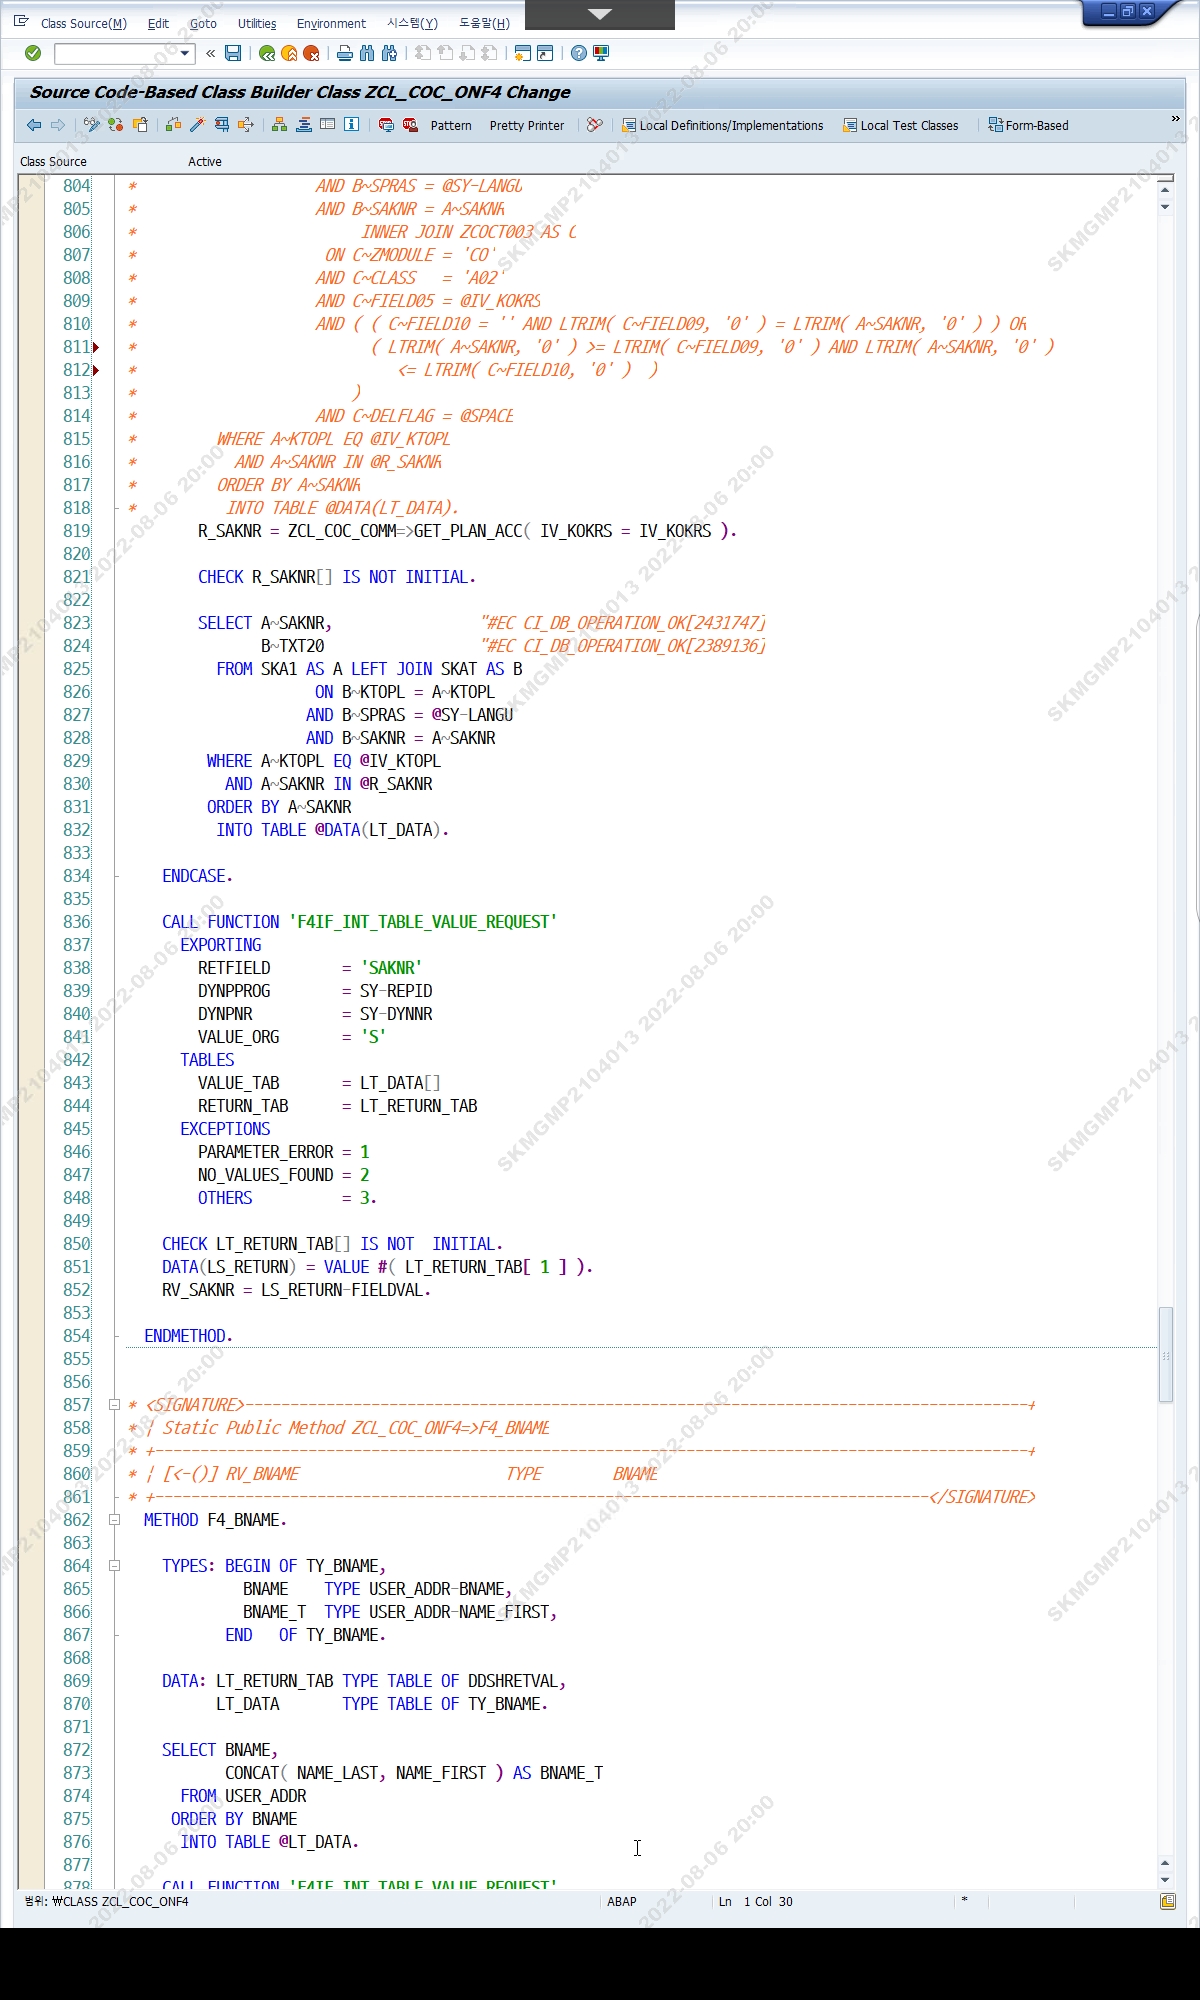 Class Source(M) Edit Goto Utilities Environment 시스템(Y) 도움말(H)
Source Code-Based Class Builder Class ZCL_COC_ONF4 Change
Pattern Pretty Printer Local Definitions/Implementations Local Test Classes Form-Based
Class Source Active
804 * AND B~SPRAS = @SY-LANGU
805 * AND B~SAKNR = A~SAKNR
806 * INNER JOIN ZCOCT003 AS C
807 * ON C~ZMODULE = 'CO'
808 * AND C~CLASS = 'A02'
809 * AND C~FIELD05 = @IV_KOKRS
810 * AND ( ( C~FIELD10 = '' AND LTRIM( C~FIELD09, '0' ) = LTRIM( A~SAKNR, '0' ) ) OR
811 * ( LTRIM( A~SAKNR, '0' ) >= LTRIM( C~FIELD09, '0' ) AND LTRIM( A~SAKNR, '0' )
812 * <= LTRIM( C~FIELD10, '0' ) )
813 * )
814 * AND C~DELFLAG = @SPACE
815 * WHERE A~KTOPL EQ @IV_KTOPL
816 * AND A~SAKNR IN @R_SAKNR
817 * ORDER BY A~SAKNR
818 * INTO TABLE @DATA(LT_DATA).
819 R_SAKNR = ZCL_COC_COMM=>GET_PLAN_ACC( IV_KOKRS = IV_KOKRS ).
820
821 CHECK R_SAKNR[] IS NOT INITIAL.
822
823 SELECT A~SAKNR, "#EC CI_DB_OPERATION_OK[2431747]
824 B~TXT20 "#EC CI_DB_OPERATION_OK[2389136]
825 FROM SKA1 AS A LEFT JOIN SKAT AS B
826 ON B~KTOPL = A~KTOPL
827 AND B~SPRAS = @SY-LANGU
828 AND B~SAKNR = A~SAKNR
829 WHERE A~KTOPL EQ @IV_KTOPL
830 AND A~SAKNR IN @R_SAKNR
831 ORDER BY A~SAKNR
832 INTO TABLE @DATA(LT_DATA).
833
834 ENDCASE.
835
836 CALL FUNCTION 'F4IF_INT_TABLE_VALUE_REQUEST'
837 EXPORTING
838 RETFIELD = 'SAKNR'
839 DYNPPROG = SY-REPID
840 DYNPNR = SY-DYNNR
841 VALUE_ORG = 'S'
842 TABLES
843 VALUE_TAB = LT_DATA[]
844 RETURN_TAB = LT_RETURN_TAB
845 EXCEPTIONS
846 PARAMETER_ERROR = 1
847 NO_VALUES_FOUND = 2
848 OTHERS = 3.
849
850 CHECK LT_RETURN_TAB[] IS NOT INITIAL.
851 DATA(LS_RETURN) = VALUE #( LT_RETURN_TAB[ 1 ] ).
852 RV_SAKNR = LS_RETURN-FIELDVAL.
853
854 ENDMETHOD.
855
856
857 * <SIGNATURE>---------------------------------------------------------------------------------------+
858 * | Static Public Method ZCL_COC_ONF4=>F4_BNAME
859 * +-------------------------------------------------------------------------------------------------+
860 * | [<-()] RV_BNAME TYPE BNAME
861 * +--------------------------------------------------------------------------------------</SIGNATURE>
862 METHOD F4_BNAME.
863
864 TYPES: BEGIN OF TY_BNAME,
865 BNAME TYPE USER_ADDR-BNAME,
866 BNAME_T TYPE USER_ADDR-NAME_FIRST,
867 END OF TY_BNAME.
868
869 DATA: LT_RETURN_TAB TYPE TABLE OF DDSHRETVAL,
870 LT_DATA TYPE TABLE OF TY_BNAME.
871
872 SELECT BNAME,
873 CONCAT( NAME_LAST, NAME_FIRST ) AS BNAME_T
874 FROM USER_ADDR
875 ORDER BY BNAME
876 INTO TABLE @LT_DATA.
877
878 CALL FUNCTION 'F4IF_INT_TABLE_VALUE_REQUEST'
범위: ₩CLASS ZCL_COC_ONF4 ABAP Ln 1 Col 30 *
SKMGMP2104013 2022-08-06 20:00